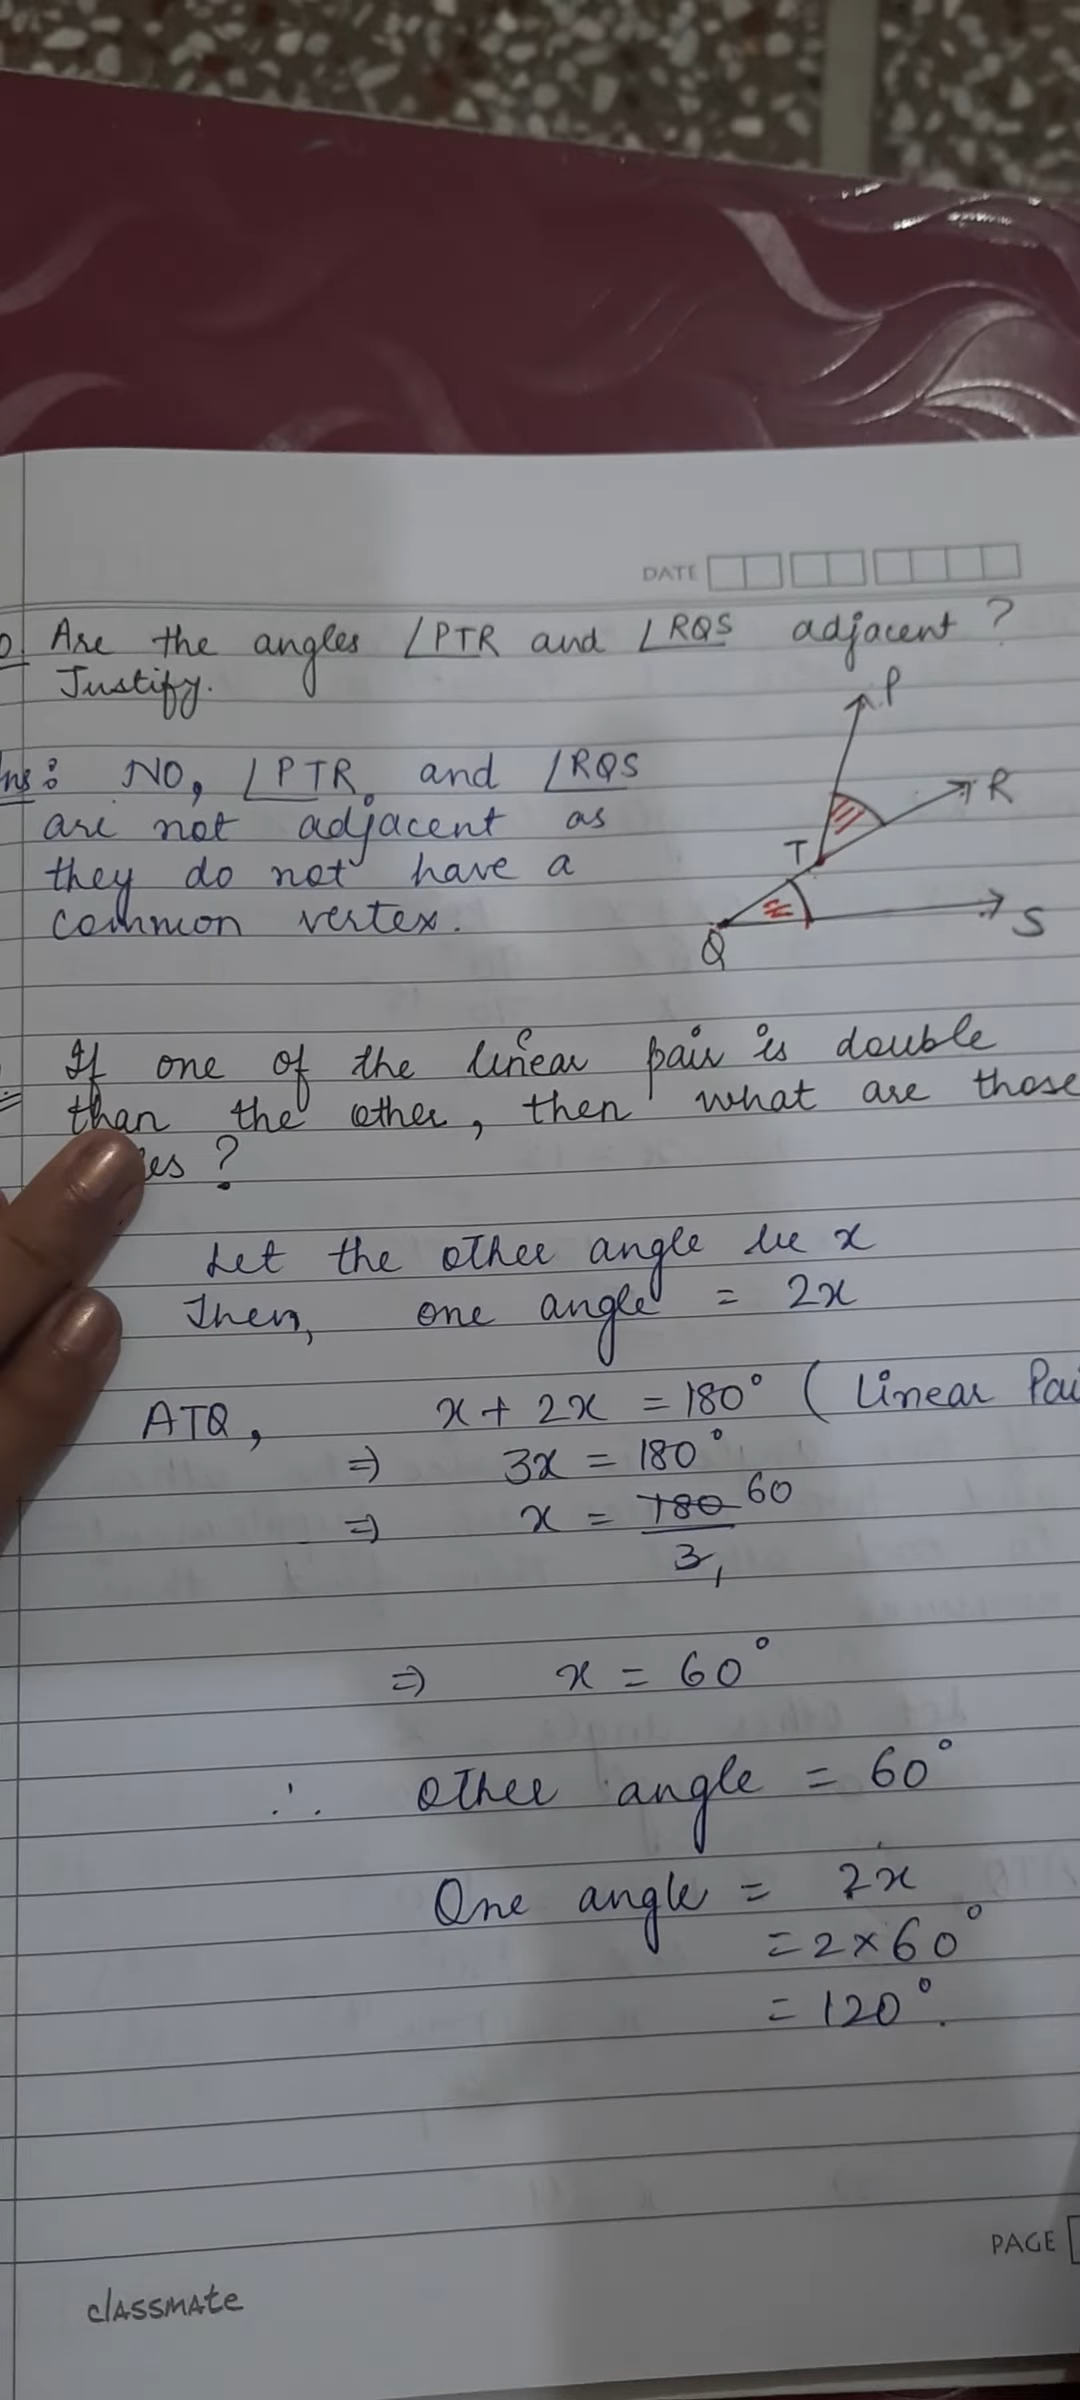 DATE
Are the angles ∠PTR and ∠RQS adjacent ?
Justify.
P
R
T
Q
S
NO, ∠PTR and ∠RQS
are not adjacent as
they do not have a
common vertex.
If one of the linear pair is double
than the other, then what are those
?
Let the other angle be x
Then, one angle = 2x
ATQ, x + 2x = 180° ( Linear
⇒ 3x = 180°
⇒ x = 180 60
3 1
⇒ x = 60°
∴ Other angle = 60°
One angle = 2x
= 2 × 60°
= 120°.
PAGE
classmate